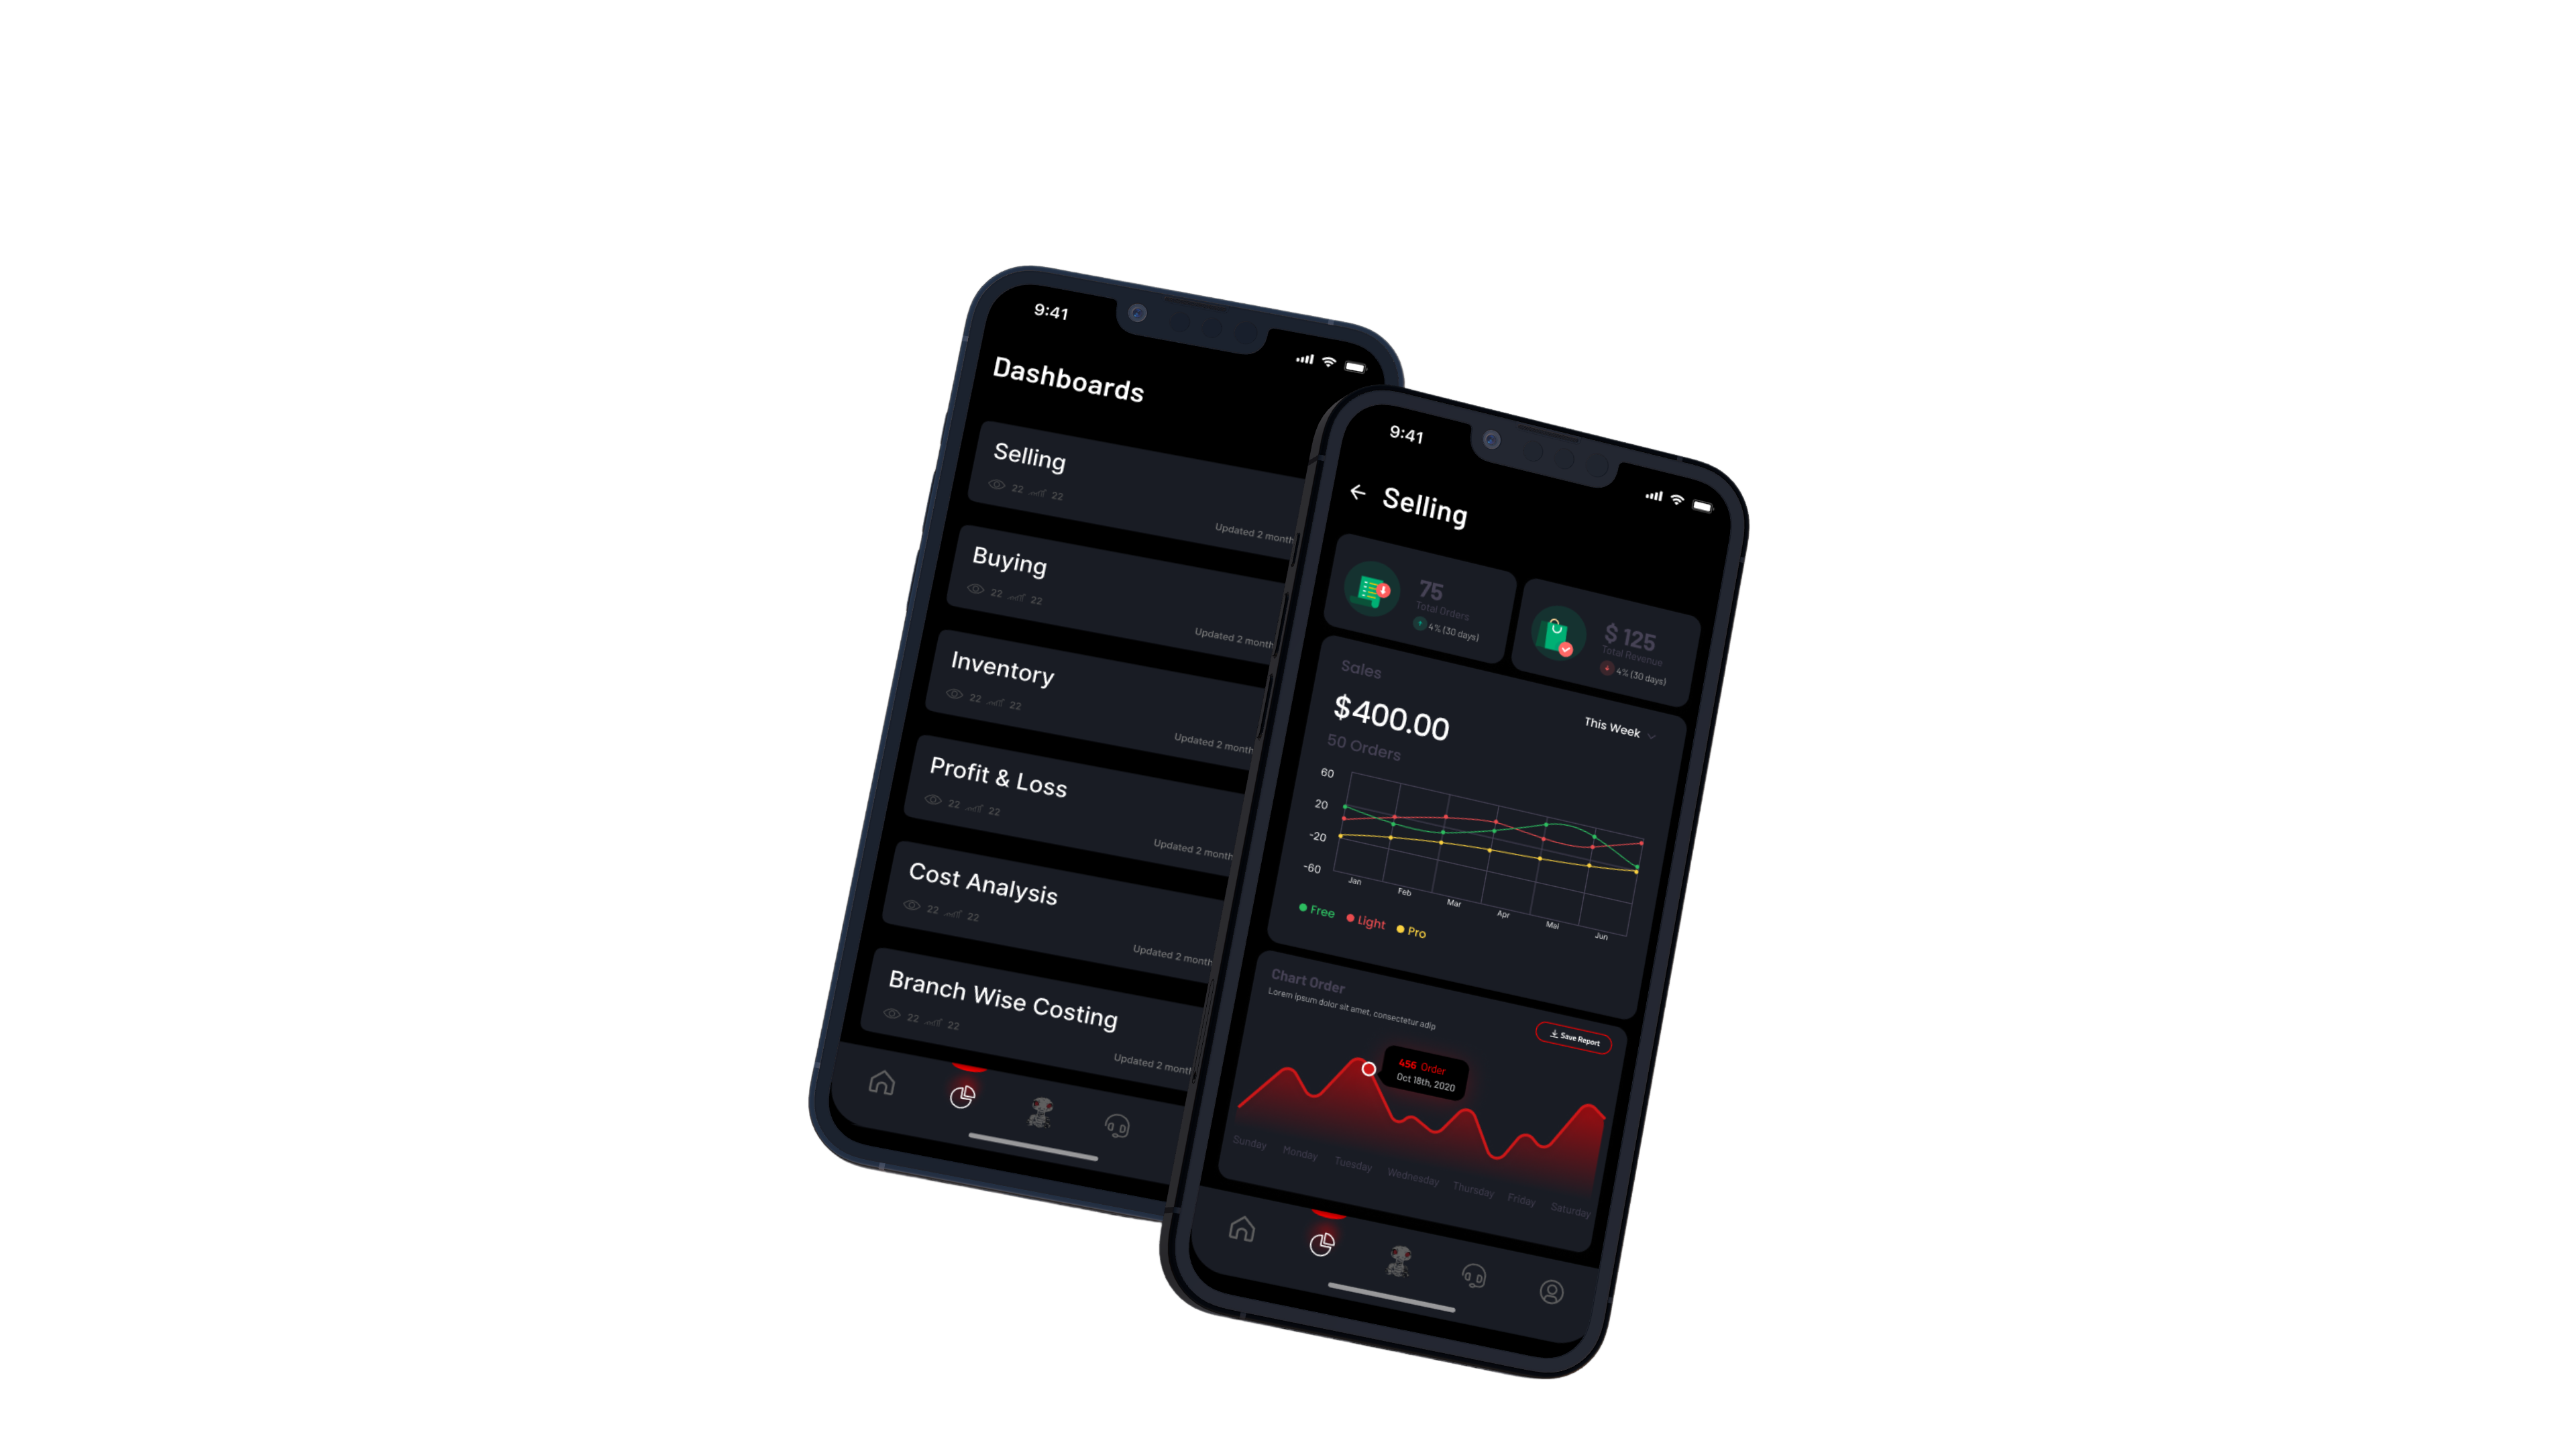 9:41
Dashboards
Selling
22 22
Updated 2 month
Buying
22 22
Updated 2 month
Inventory
22 22
Updated 2 month
Profit & Loss
22 22
Updated 2 month
Cost Analysis
22 22
Updated 2 month
Branch Wise Costing
22 22
Updated 2 mont
9:41
Selling
75
Total Orders
4% (30 days)
$ 125
Total Revenue
4% (30 days)
Sales
$400.00
This Week
50 Orders
60
20
-20
-60
Jan Feb Mar Apr Mai Jun
Free Light Pro
Chart Order
Lorem ipsum dolor sit amet, consectetur adip
Save Report
456 Order
Oct 18th, 2020
Sunday Monday Tuesday Wednesday Thursday Friday Saturday